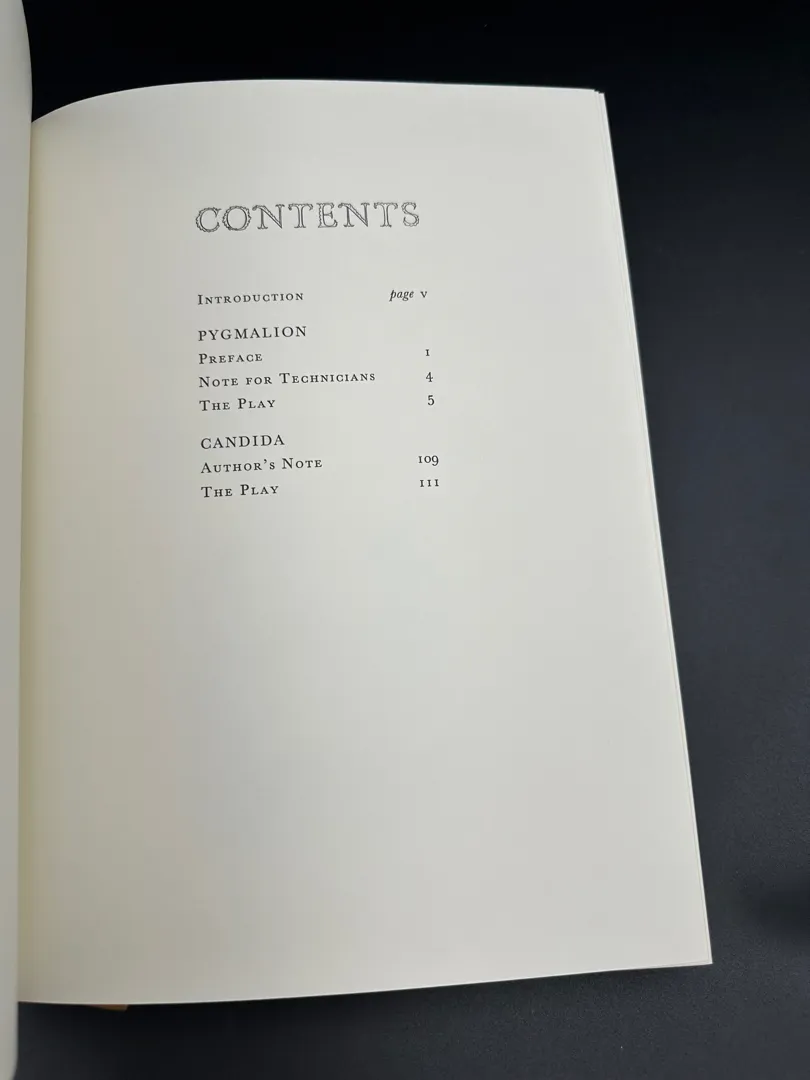 CONTENTS
Introduction page v
PYGMALION
Preface 1
Note for Technicians 4
The Play 5
CANDIDA
Author's Note 109
The Play 111